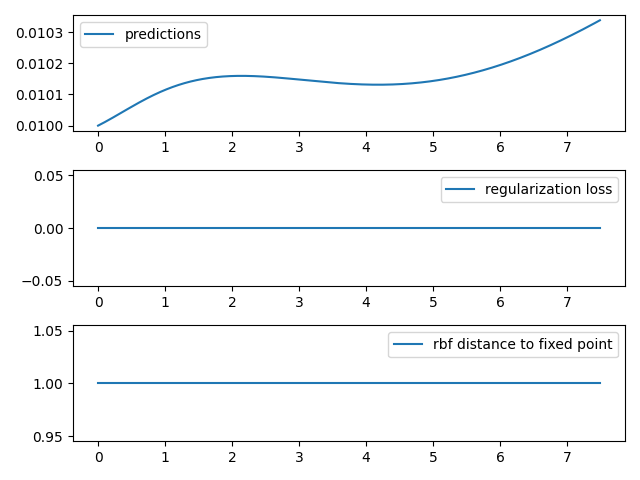 0.0103
0.0102
0.0101
0.0100
predictions
0 1 2 3 4 5 6 7
0.05
0.00
−0.05
regularization loss
0 1 2 3 4 5 6 7
1.05
1.00
0.95
rbf distance to fixed point
0 1 2 3 4 5 6 7